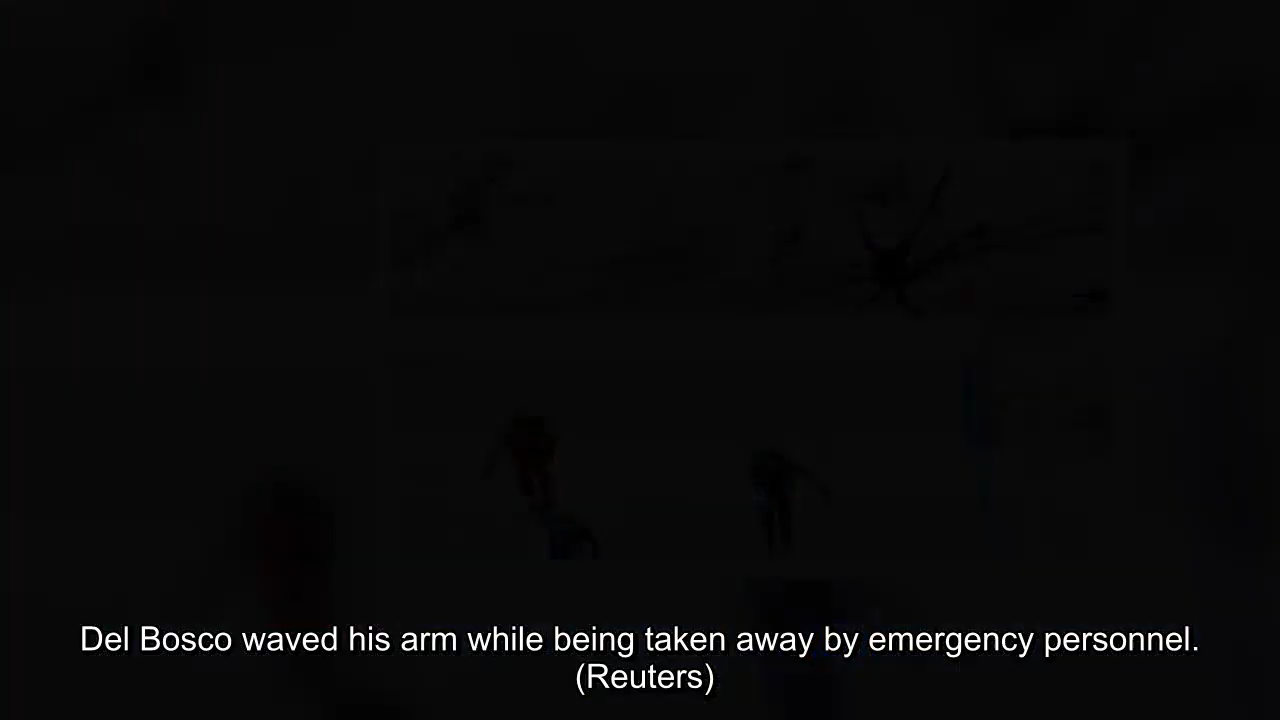 Del Bosco waved his arm while being taken away by emergency personnel.
(Reuters)